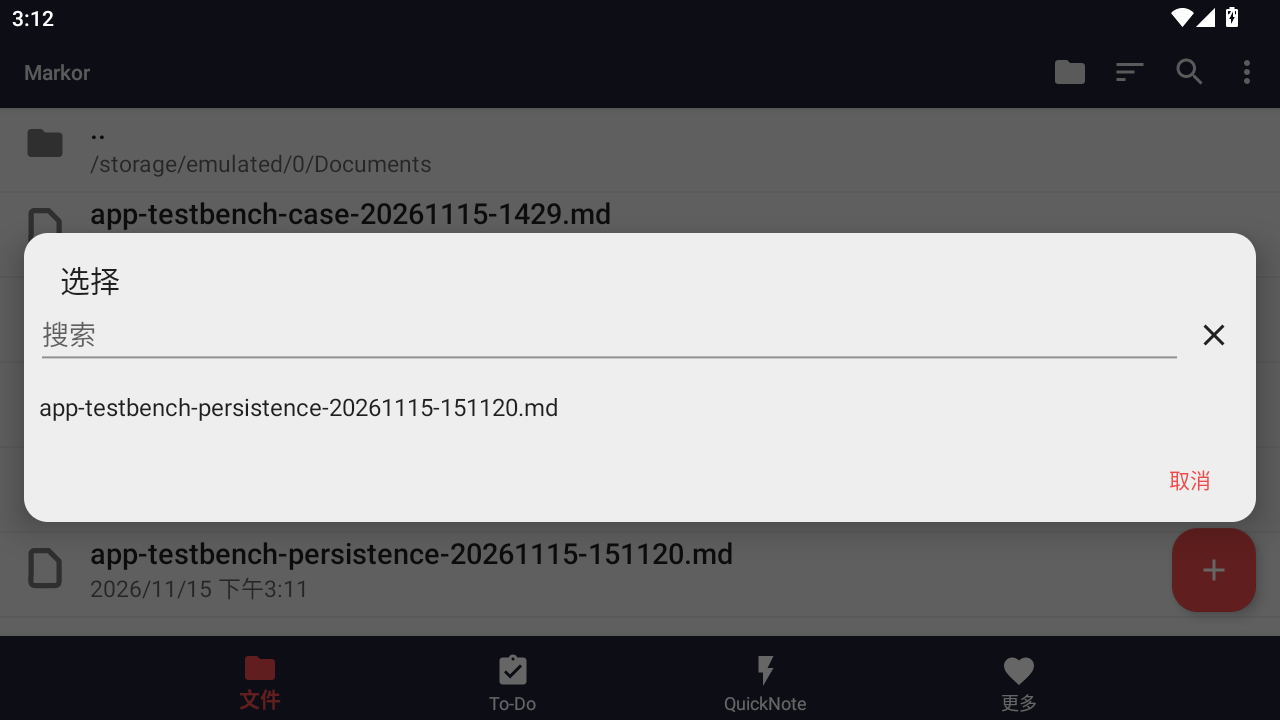 3:12
Markor
..
/storage/emulated/0/Documents
app-testbench-case-20261115-1429.md
选择
搜索
app-testbench-persistence-20261115-151120.md
取消
app-testbench-persistence-20261115-151120.md
2026/11/15 下午3:11
文件
To-Do
QuickNote
更多